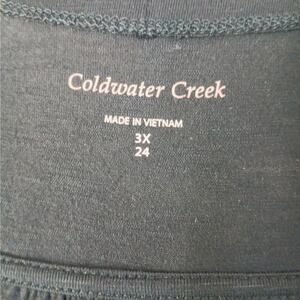 Coldwater Creek
MADE IN VIETNAM
3X
24